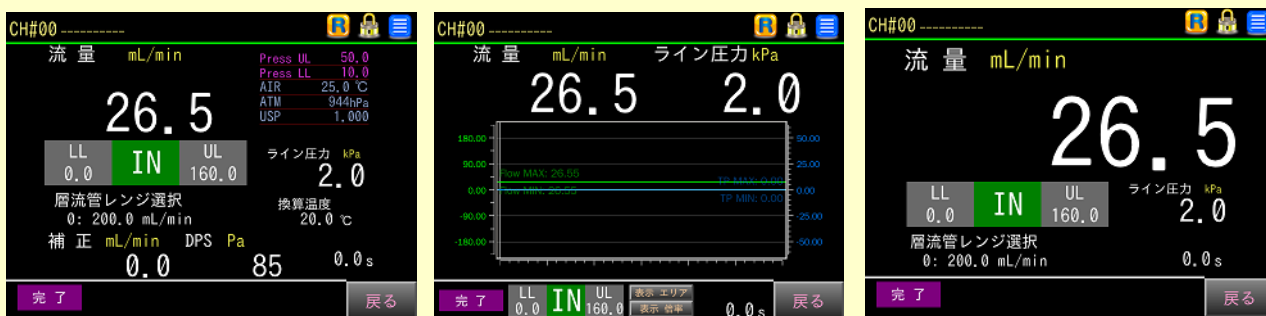 CH#00 ----------
R
流 量 mL/min
Press UL 50.0
Press LL 10.0
AIR 25.0 ℃
ATM 944hPa
USP 1.000
26.5
LL 0.0
IN
UL 160.0
ライン圧力 kPa
2.0
層流管レンジ選択
0: 200.0 mL/min
換算温度
20.0 ℃
補 正 mL/min DPS Pa
0.0 85 0.0s
完 了
戻る
CH#00 ----------
R
流 量 mL/min ライン圧力 kPa
26.5 2.0
180.00 50.00
90.00 25.00
Flow MAX: 26.55 TP MAX: 0.00
0.00 0.00
Flow MIN: 26.55 TP MIN: 0.00
-90.00 -25.00
-180.00 -50.00
完 了
LL 0.0
IN
UL 160.0
表示 エリア
表示 倍率
0.0s
戻る
CH#00 ----------
R
流 量 mL/min
26.5
LL 0.0
IN
UL 160.0
ライン圧力 kPa
2.0
層流管レンジ選択
0: 200.0 mL/min
0.0s
完 了
戻る